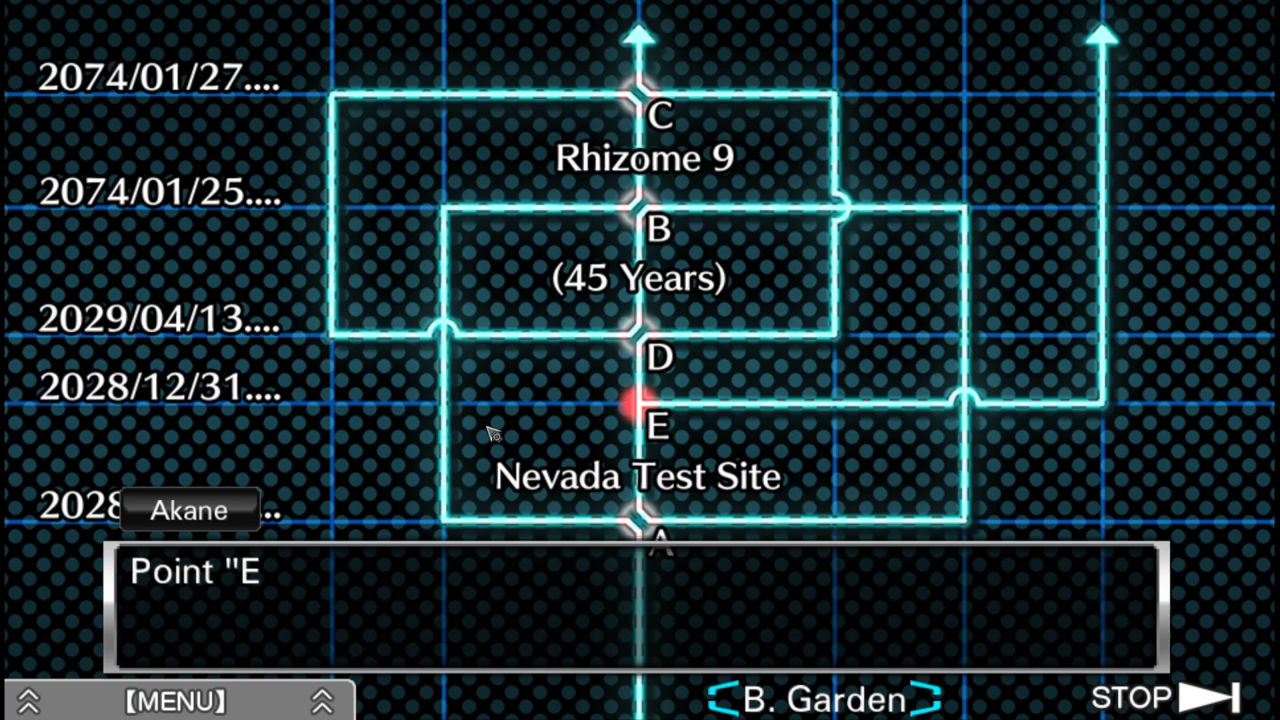 2074/01/27....
C
Rhizome 9
2074/01/25....
B
(45 Years)
2029/04/13....
D
2028/12/31....
E
Nevada Test Site
2028
..
Akane
A
Point "E
【MENU】
B. Garden
STOP